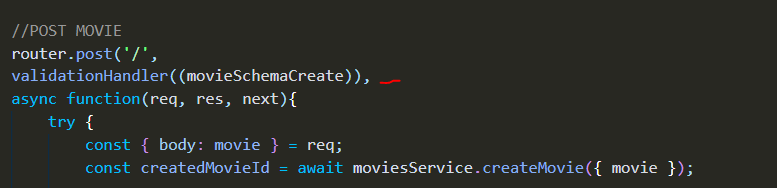 //POST MOVIE
router.post('/',
validationHandler((movieSchemaCreate)),
async function(req, res, next){
try {
const { body: movie } = req;
const createdMovieId = await moviesService.createMovie({ movie });